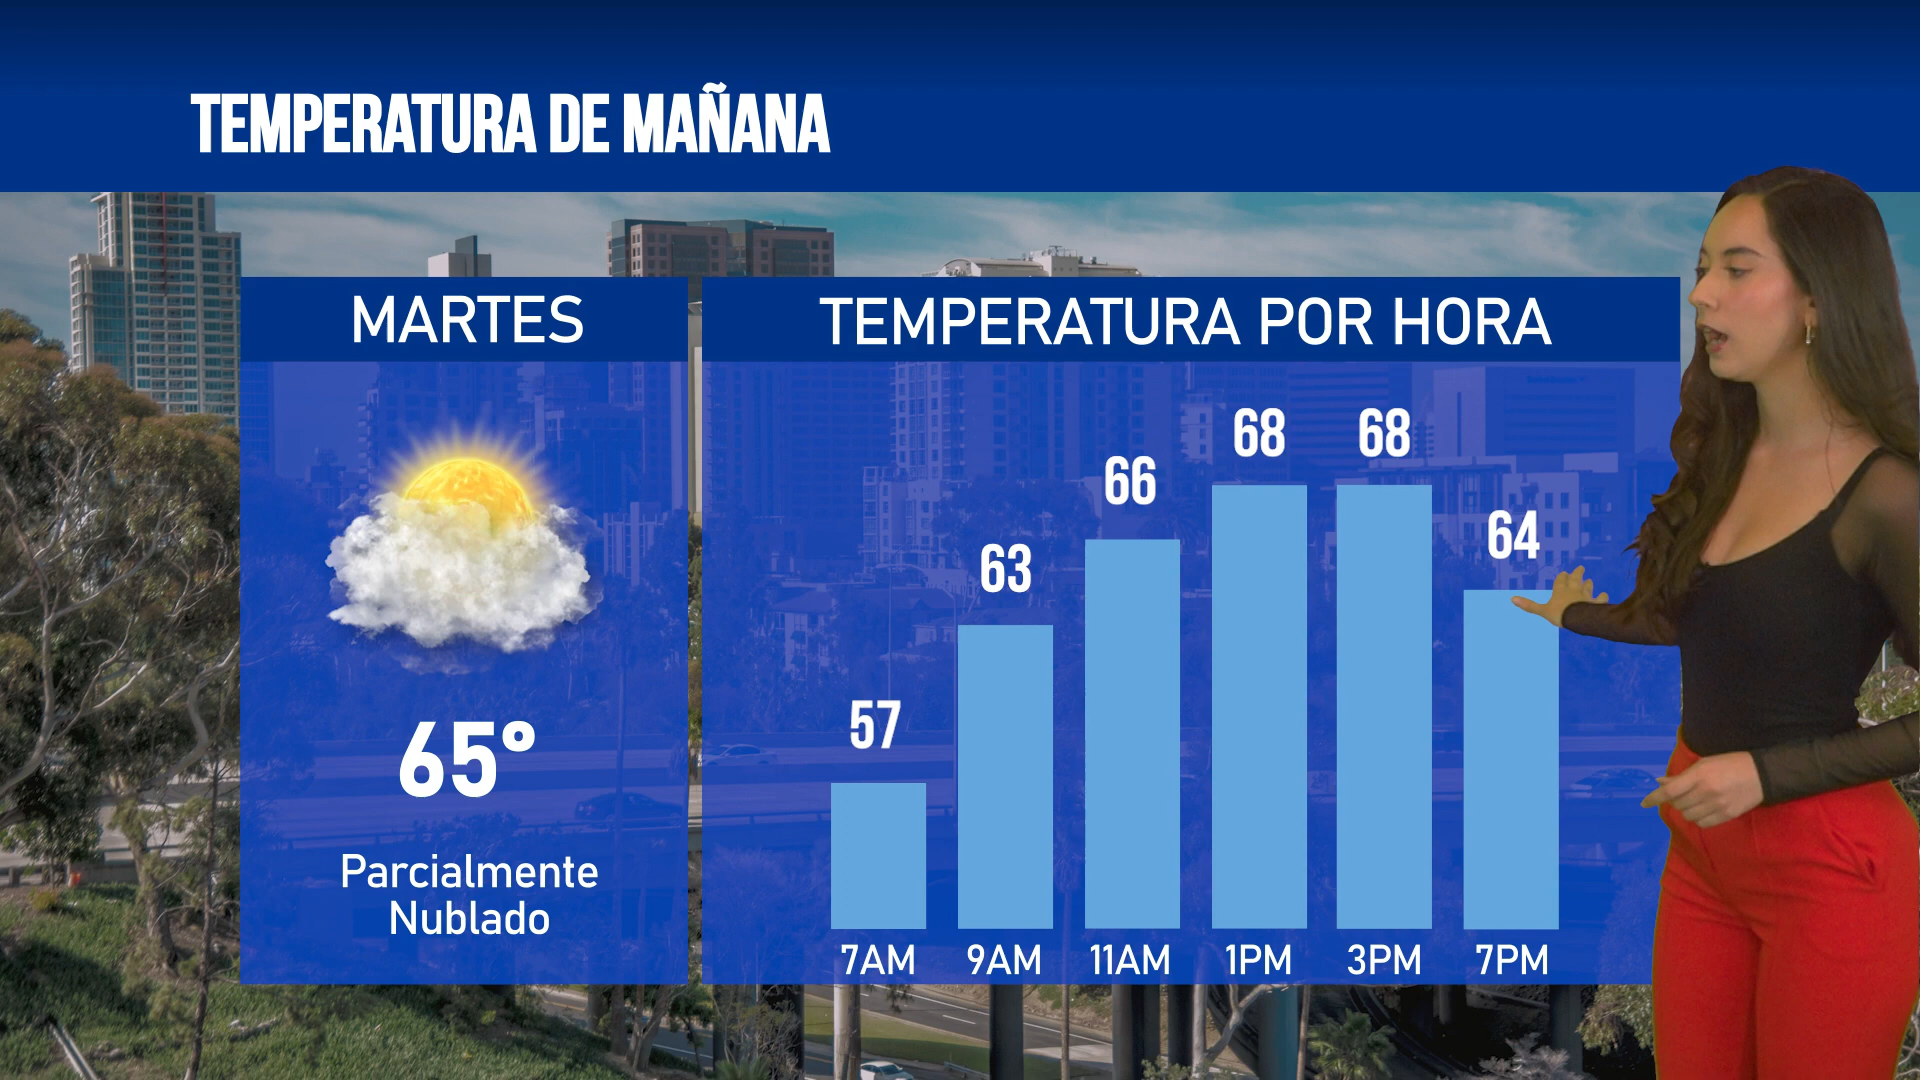 TEMPERATURA DE MAÑANA
MARTES
65°
Parcialmente
Nublado
TEMPERATURA POR HORA
57
63
66
68
68
64
7AM
9AM
11AM
1PM
3PM
7PM